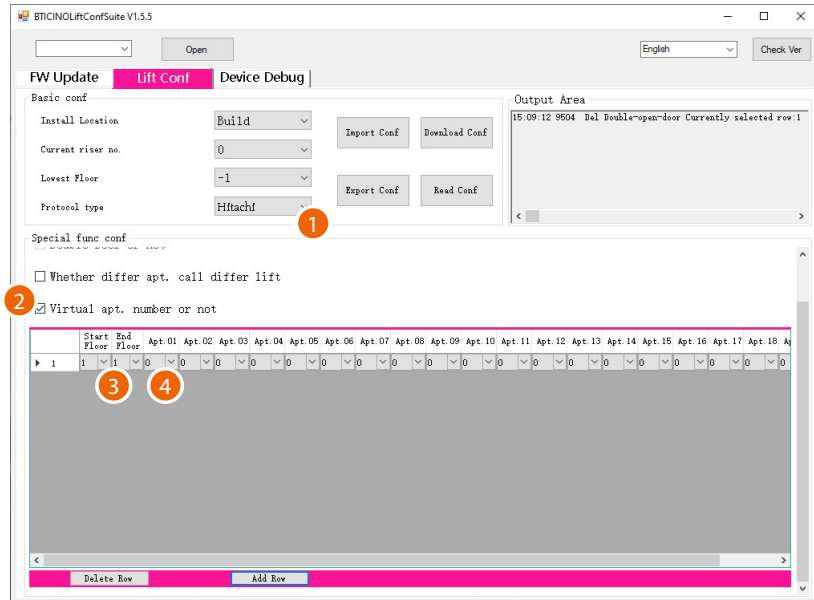 BTICINOLiftConfSuite V1.5.5
Open
English
Check Ver
FW Update
Lift Conf
Device Debug
Basic conf
Install Location
Build
Current riser no.
0
Lowest Floor
-1
Protocol type
Hitachi
Import Conf
Download Conf
Export Conf
Read Conf
1
Output Area
15:09:12 9504 Del Double-open-door Currently selected row:1
Special func conf
Whether differ apt. call differ lift
2
Virtual apt. number or not
Start Floor End Floor Apt.01 Apt.02 Apt.03 Apt.04 Apt.05 Apt.06 Apt.07 Apt.08 Apt.09 Apt.10 Apt.11 Apt.12 Apt.13 Apt.14 Apt.15 Apt.16 Apt.17 Apt.18
1 1 1 0 0 0 0 0 0 0 0 0 0 0 0 0 0 0 0 0 0 0
3
4
Delete Row
Add Row